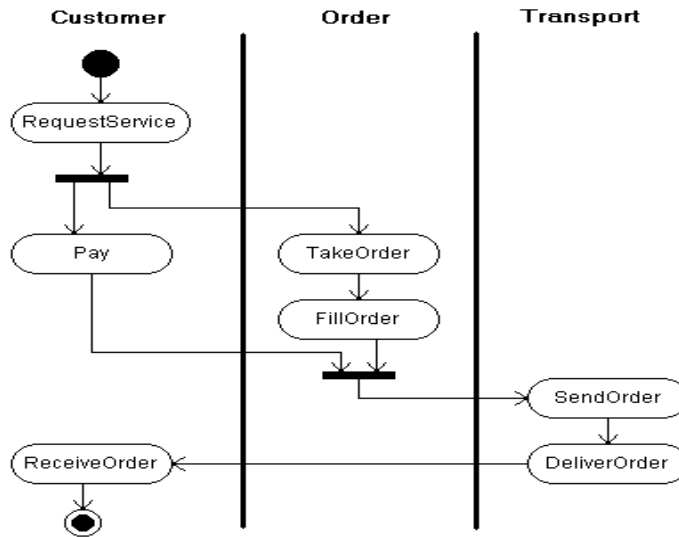 Customer
Order
Transport
RequestService
Pay
TakeOrder
FillOrder
SendOrder
ReceiveOrder
DeliverOrder